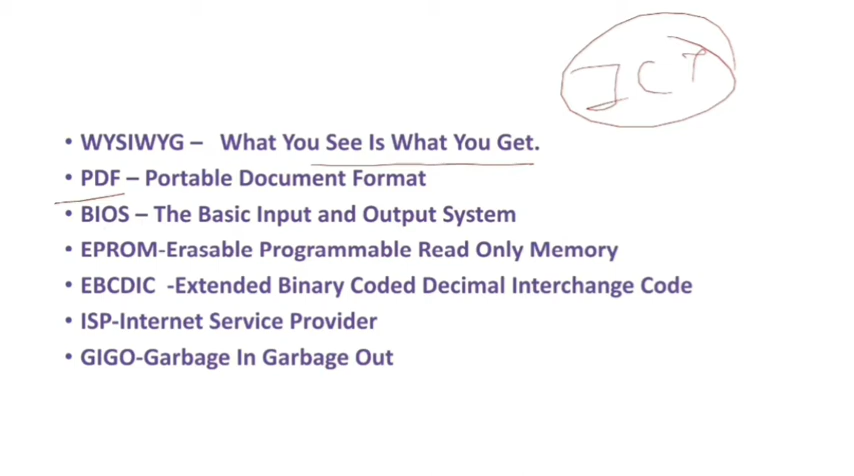 ICT
• WYSIWYG – What You See Is What You Get.
• PDF – Portable Document Format
• BIOS – The Basic Input and Output System
• EPROM-Erasable Programmable Read Only Memory
• EBCDIC -Extended Binary Coded Decimal Interchange Code
• ISP-Internet Service Provider
• GIGO-Garbage In Garbage Out